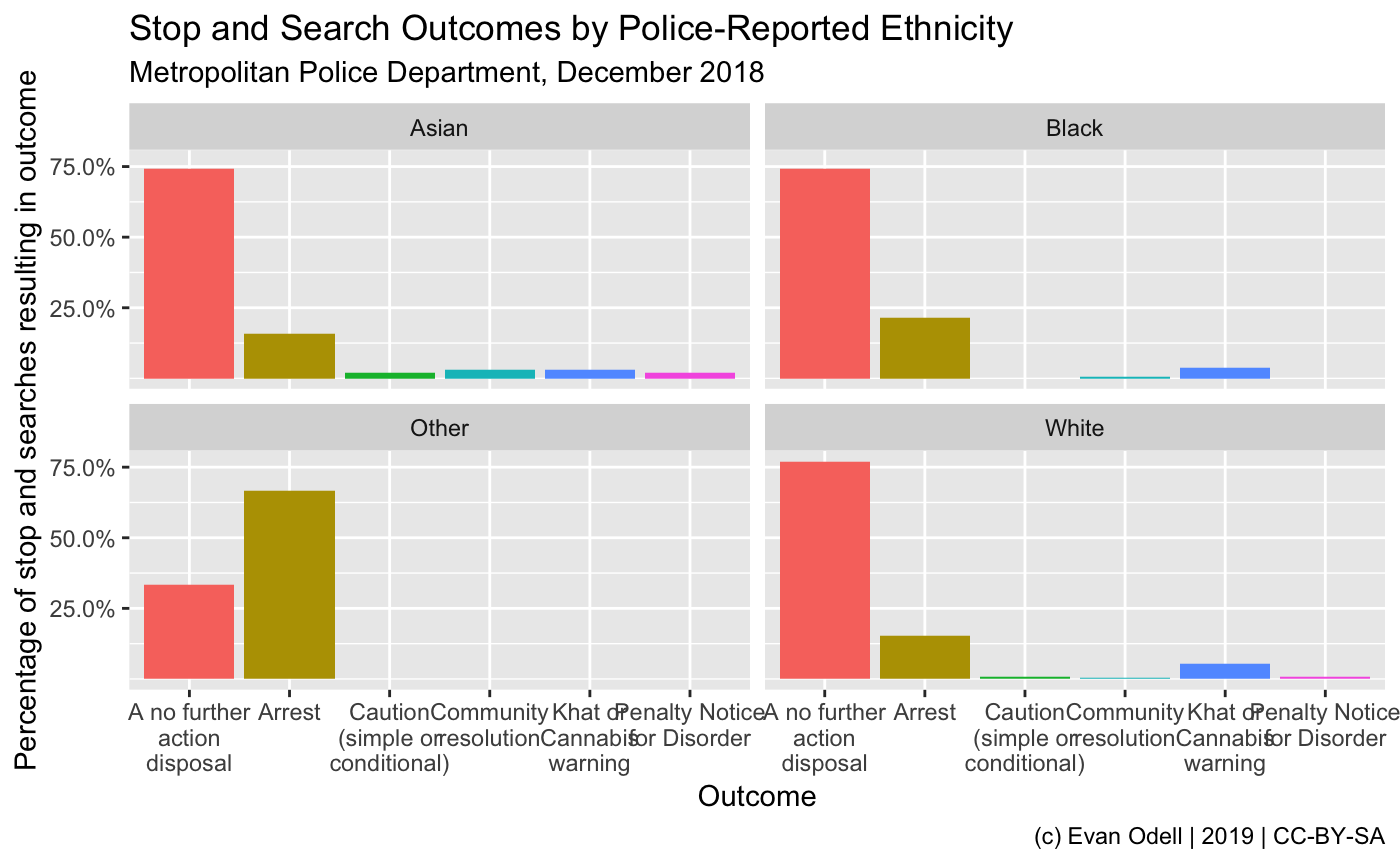 Stop and Search Outcomes by Police-Reported Ethnicity
Metropolitan Police Department, December 2018
Percentage of stop and searches resulting in outcome
Asian
Black
75.0%
50.0%
25.0%
Other
White
75.0%
50.0%
25.0%
A no further
action
disposal
Arrest
Caution
(simple or
conditional)
Community
resolution
Khat or
Cannabis
warning
Penalty Notice
for Disorder
A no further
action
disposal
Arrest
Caution
(simple or
conditional)
Community
resolution
Khat or
Cannabis
warning
Penalty Notice
for Disorder
Outcome
(c) Evan Odell | 2019 | CC-BY-SA